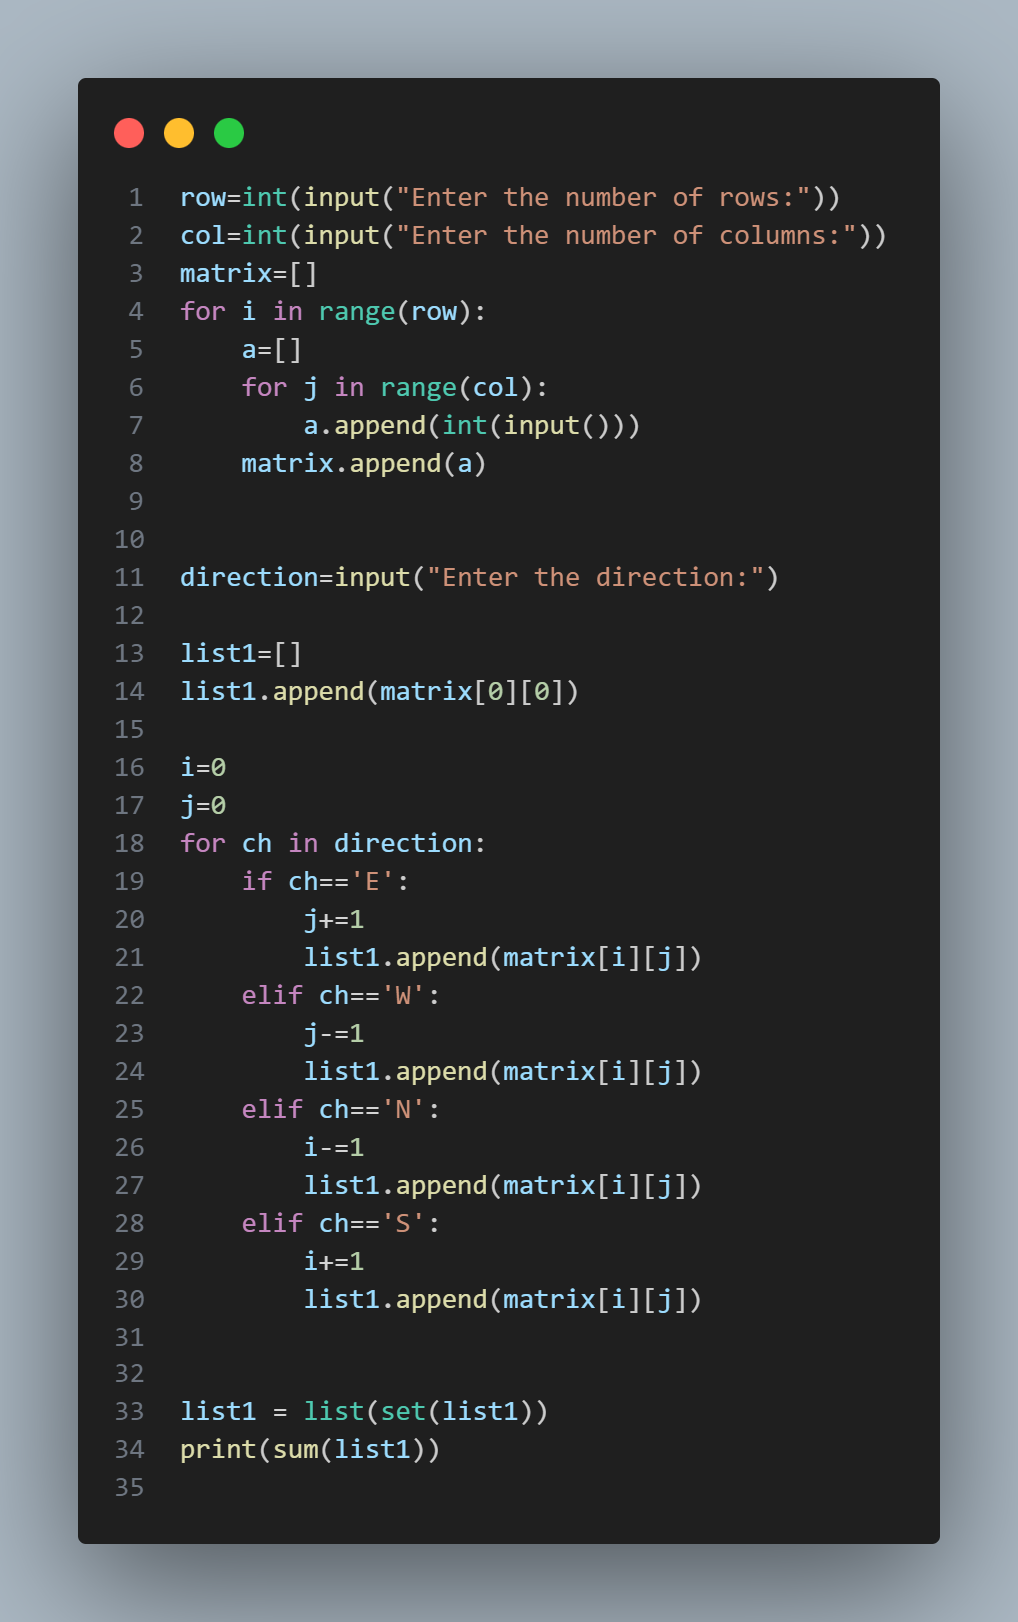 1 row=int(input("Enter the number of rows:"))
2 col=int(input("Enter the number of columns:"))
3 matrix=[]
4 for i in range(row):
5     a=[]
6     for j in range(col):
7         a.append(int(input()))
8     matrix.append(a)
9
10
11 direction=input("Enter the direction:")
12
13 list1=[]
14 list1.append(matrix[0][0])
15
16 i=0
17 j=0
18 for ch in direction:
19     if ch=='E':
20         j+=1
21         list1.append(matrix[i][j])
22     elif ch=='W':
23         j-=1
24         list1.append(matrix[i][j])
25     elif ch=='N':
26         i-=1
27         list1.append(matrix[i][j])
28     elif ch=='S':
29         i+=1
30         list1.append(matrix[i][j])
31
32
33 list1 = list(set(list1))
34 print(sum(list1))
35